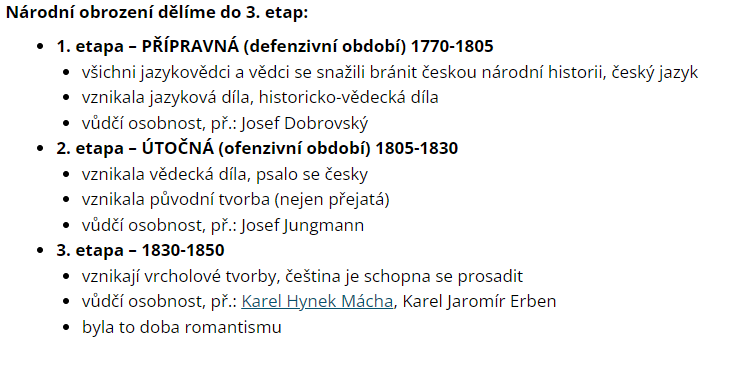 Národní obrození dělíme do 3. etap:
1. etapa – PŘÍPRAVNÁ (defenzivní období) 1770-1805
všichni jazykovědci a vědci se snažili bránit českou národní historii, český jazyk
vznikala jazyková díla, historicko-vědecká díla
vůdčí osobnost, př.: Josef Dobrovský
2. etapa – ÚTOČNÁ (ofenzivní období) 1805-1830
vznikala vědecká díla, psalo se česky
vznikala původní tvorba (nejen přejatá)
vůdčí osobnost, př.: Josef Jungmann
3. etapa – 1830-1850
vznikají vrcholové tvorby, čeština je schopna se prosadit
vůdčí osobnost, př.: Karel Hynek Mácha, Karel Jaromír Erben
byla to doba romantismu